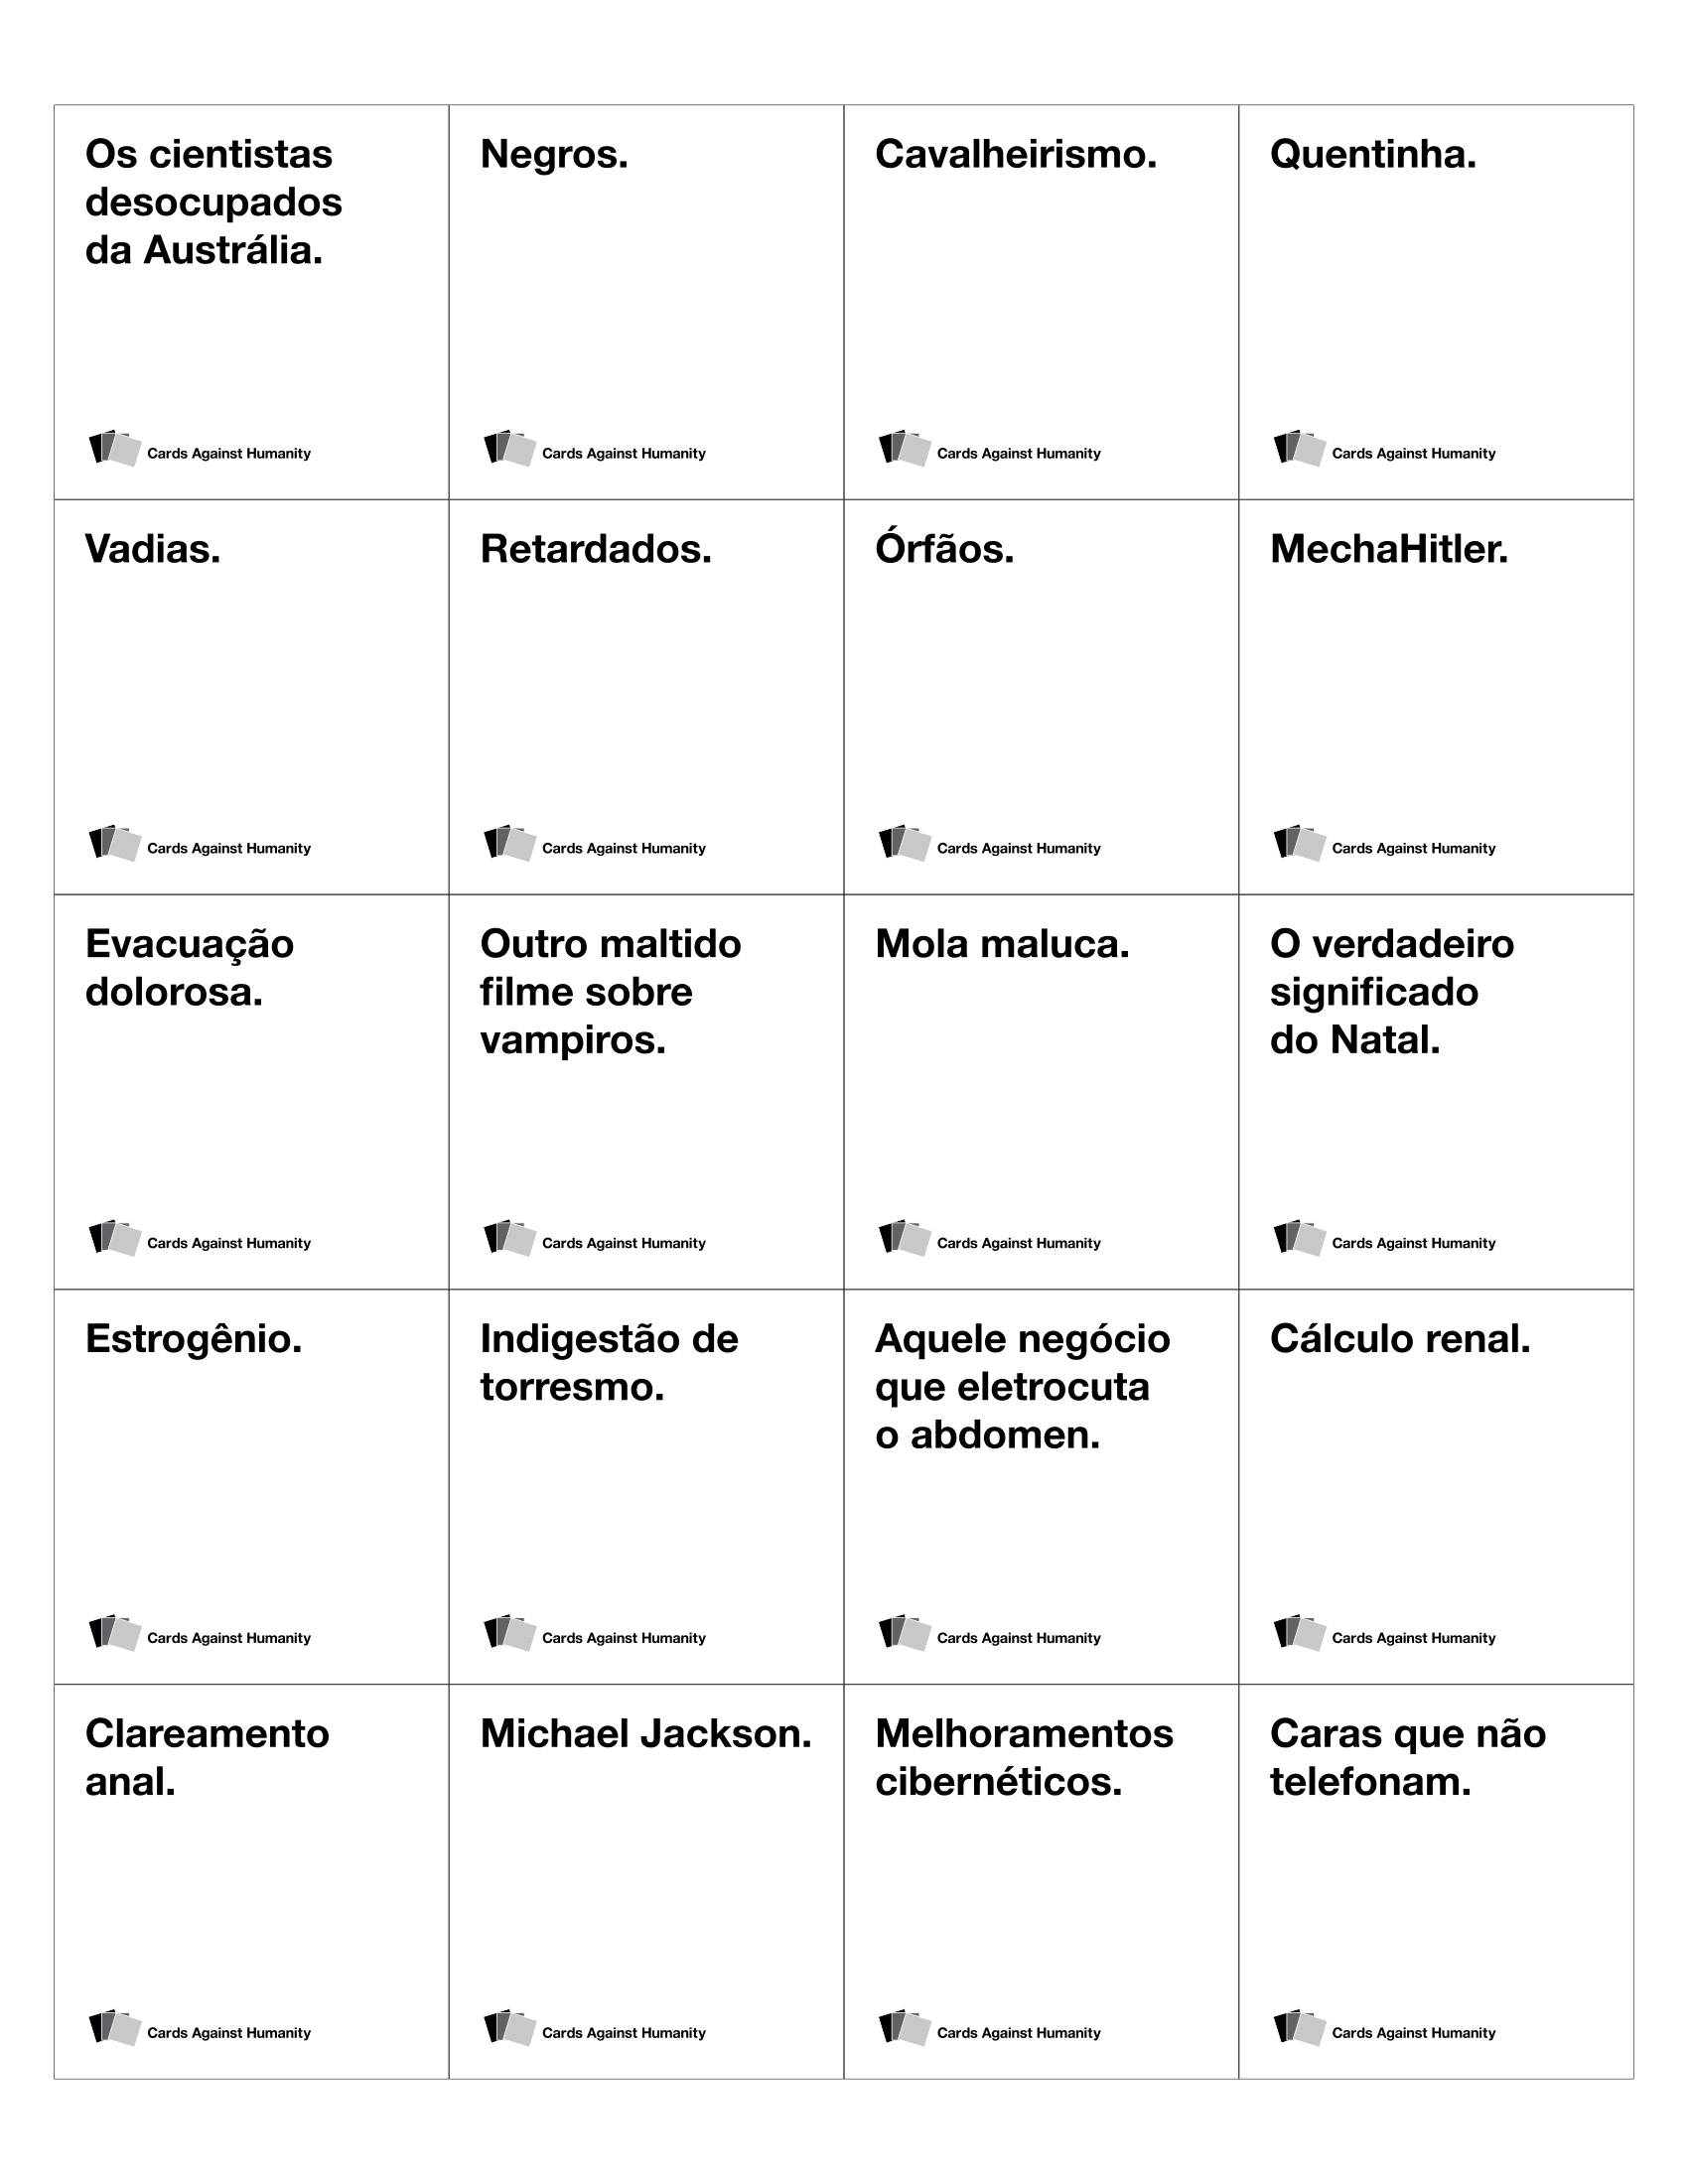 Os cientistas
desocupados
da Austrália.
Cards Against Humanity
Negros.
Cards Against Humanity
Cavalheirismo.
Cards Against Humanity
Quentinha.
Cards Against Humanity
Vadias.
Cards Against Humanity
Retardados.
Cards Against Humanity
Órfãos.
Cards Against Humanity
MechaHitler.
Cards Against Humanity
Evacuação
dolorosa.
Cards Against Humanity
Outro maltido
filme sobre
vampiros.
Cards Against Humanity
Mola maluca.
Cards Against Humanity
O verdadeiro
significado
do Natal.
Cards Against Humanity
Estrogênio.
Cards Against Humanity
Indigestão de
torresmo.
Cards Against Humanity
Aquele negócio
que eletrocuta
o abdomen.
Cards Against Humanity
Cálculo renal.
Cards Against Humanity
Clareamento
anal.
Cards Against Humanity
Michael Jackson.
Cards Against Humanity
Melhoramentos
cibernéticos.
Cards Against Humanity
Caras que não
telefonam.
Cards Against Humanity